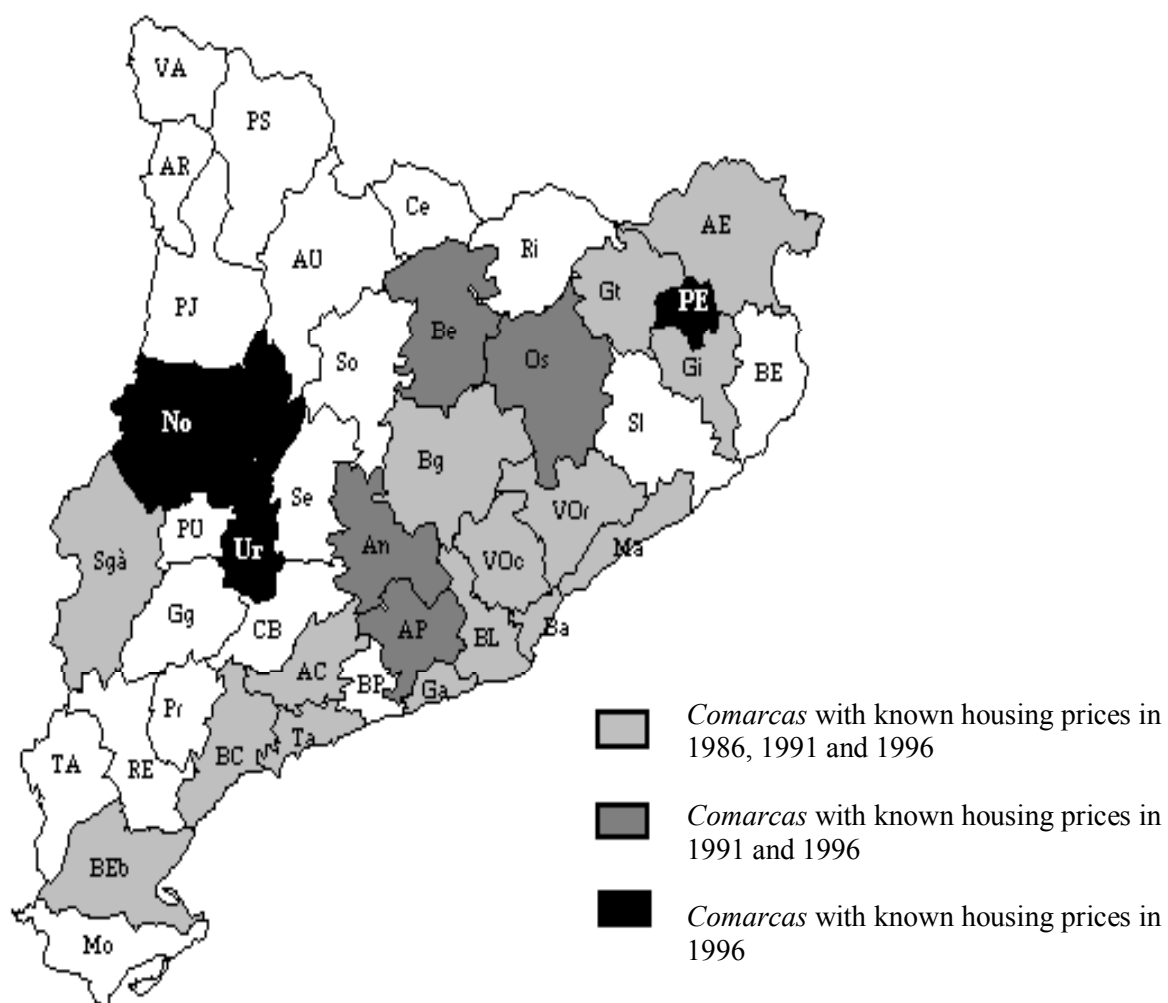 VA
PS
AR
Ce
AE
Ri
AU
Gt
PE
PJ
Be
Os
So
Gi
BE
No
Sl
Bg
Se
VOr
PU
Ur
An
Ma
Sgà
VOc
Gg
CB
AP
BL
Ba
AC
BP
Ga
Pr
Ta
TA
RE
BC
BEb
Mo
Comarcas with known housing prices in
1986, 1991 and 1996
Comarcas with known housing prices in
1991 and 1996
Comarcas with known housing prices in
1996